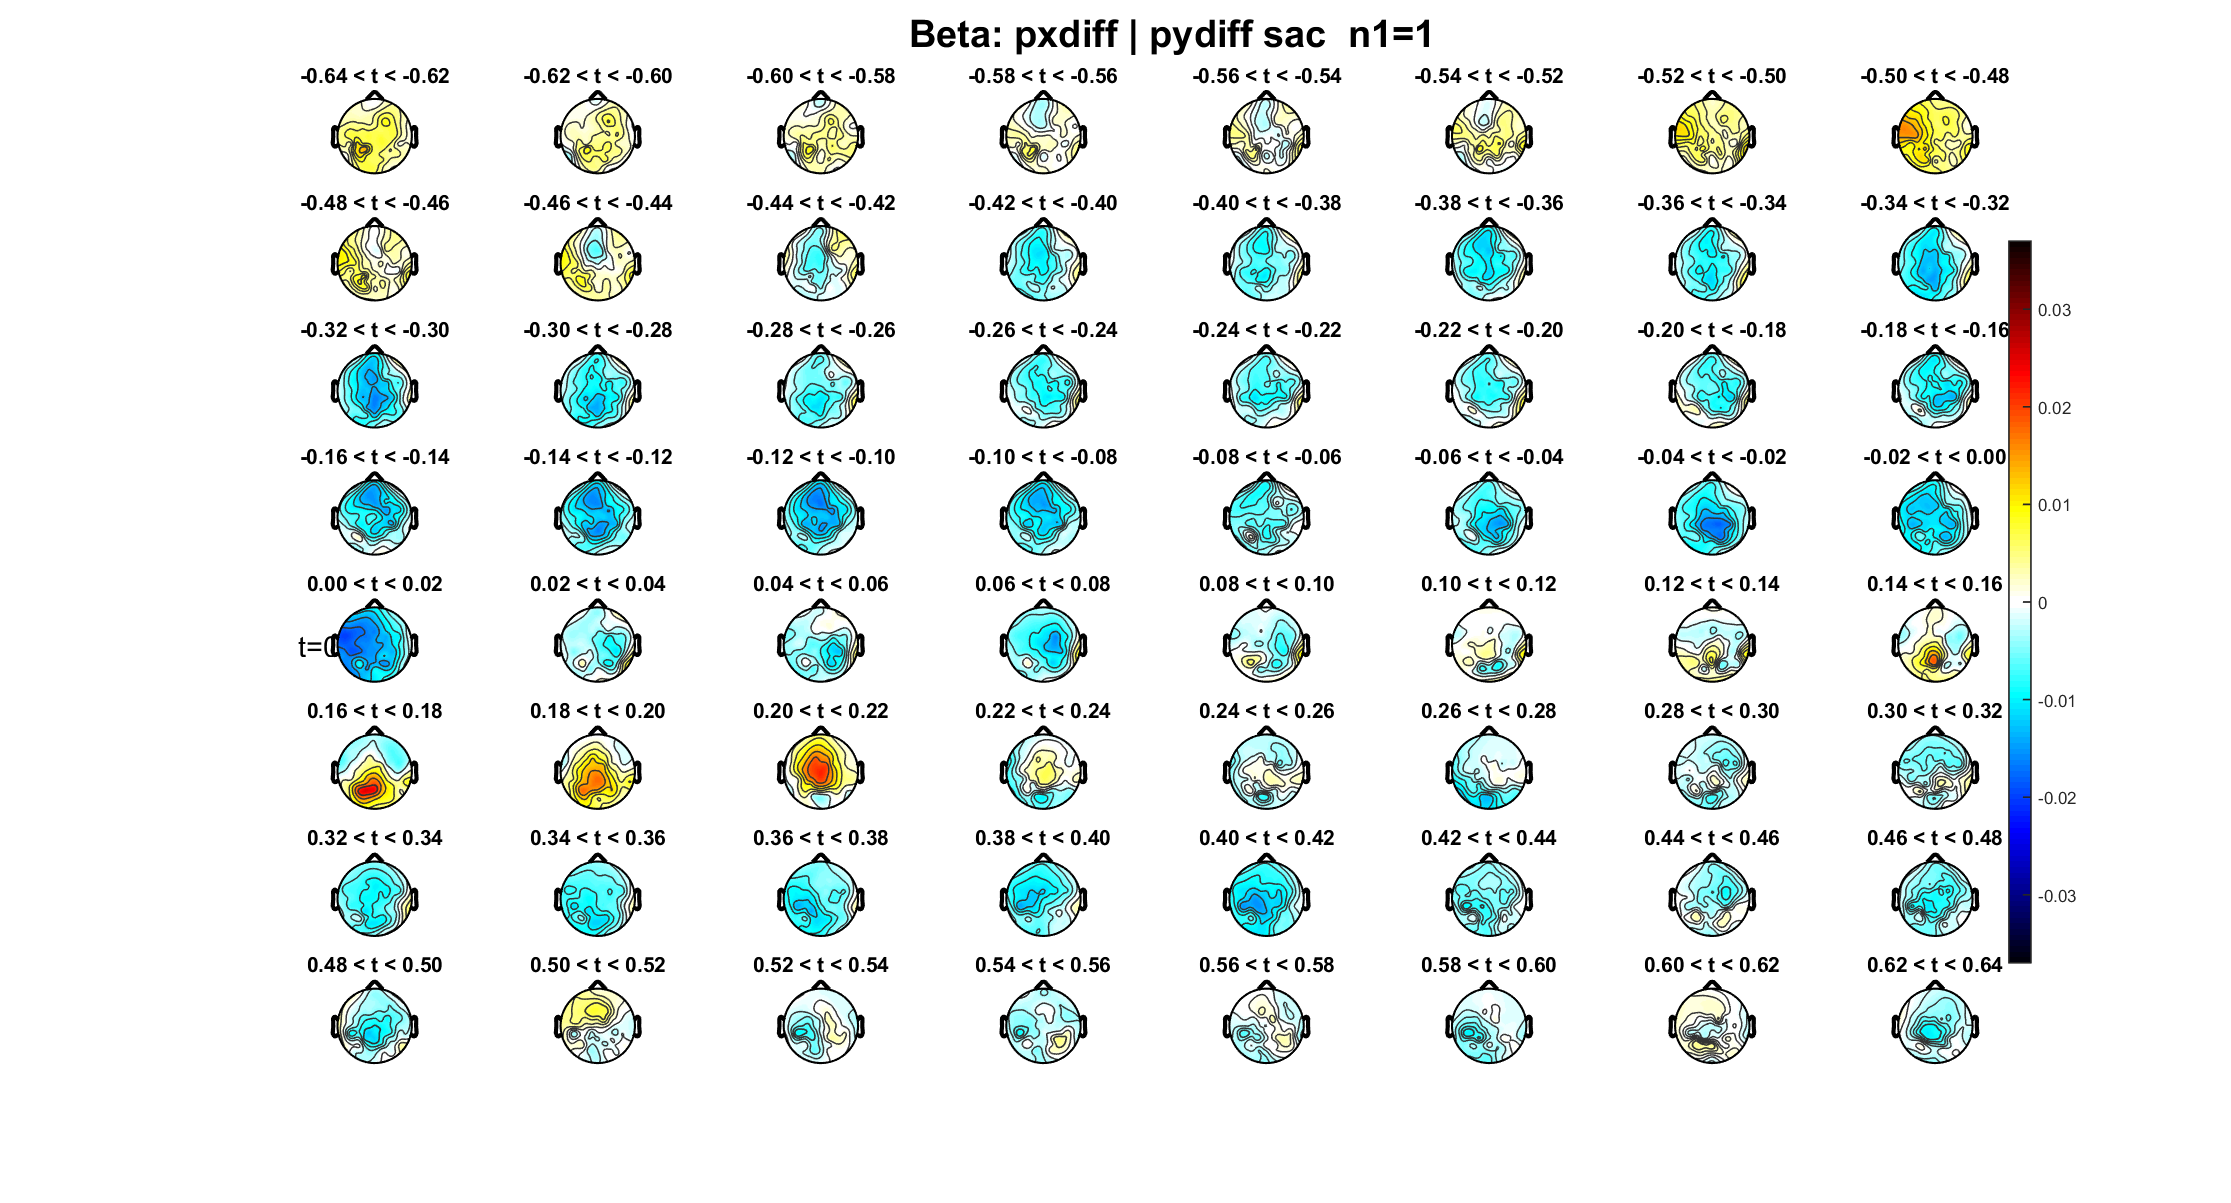 Beta: pxdiff | pydiff sac  n1=1
-0.64 < t < -0.62
-0.62 < t < -0.60
-0.60 < t < -0.58
-0.58 < t < -0.56
-0.56 < t < -0.54
-0.54 < t < -0.52
-0.52 < t < -0.50
-0.50 < t < -0.48
-0.48 < t < -0.46
-0.46 < t < -0.44
-0.44 < t < -0.42
-0.42 < t < -0.40
-0.40 < t < -0.38
-0.38 < t < -0.36
-0.36 < t < -0.34
-0.34 < t < -0.32
-0.32 < t < -0.30
-0.30 < t < -0.28
-0.28 < t < -0.26
-0.26 < t < -0.24
-0.24 < t < -0.22
-0.22 < t < -0.20
-0.20 < t < -0.18
-0.18 < t < -0.16
-0.16 < t < -0.14
-0.14 < t < -0.12
-0.12 < t < -0.10
-0.10 < t < -0.08
-0.08 < t < -0.06
-0.06 < t < -0.04
-0.04 < t < -0.02
-0.02 < t < 0.00
0.00 < t < 0.02
0.02 < t < 0.04
0.04 < t < 0.06
0.06 < t < 0.08
0.08 < t < 0.10
0.10 < t < 0.12
0.12 < t < 0.14
0.14 < t < 0.16
t=0
0.16 < t < 0.18
0.18 < t < 0.20
0.20 < t < 0.22
0.22 < t < 0.24
0.24 < t < 0.26
0.26 < t < 0.28
0.28 < t < 0.30
0.30 < t < 0.32
0.32 < t < 0.34
0.34 < t < 0.36
0.36 < t < 0.38
0.38 < t < 0.40
0.40 < t < 0.42
0.42 < t < 0.44
0.44 < t < 0.46
0.46 < t < 0.48
0.48 < t < 0.50
0.50 < t < 0.52
0.52 < t < 0.54
0.54 < t < 0.56
0.56 < t < 0.58
0.58 < t < 0.60
0.60 < t < 0.62
0.62 < t < 0.64
0.03
0.02
0.01
0
-0.01
-0.02
-0.03